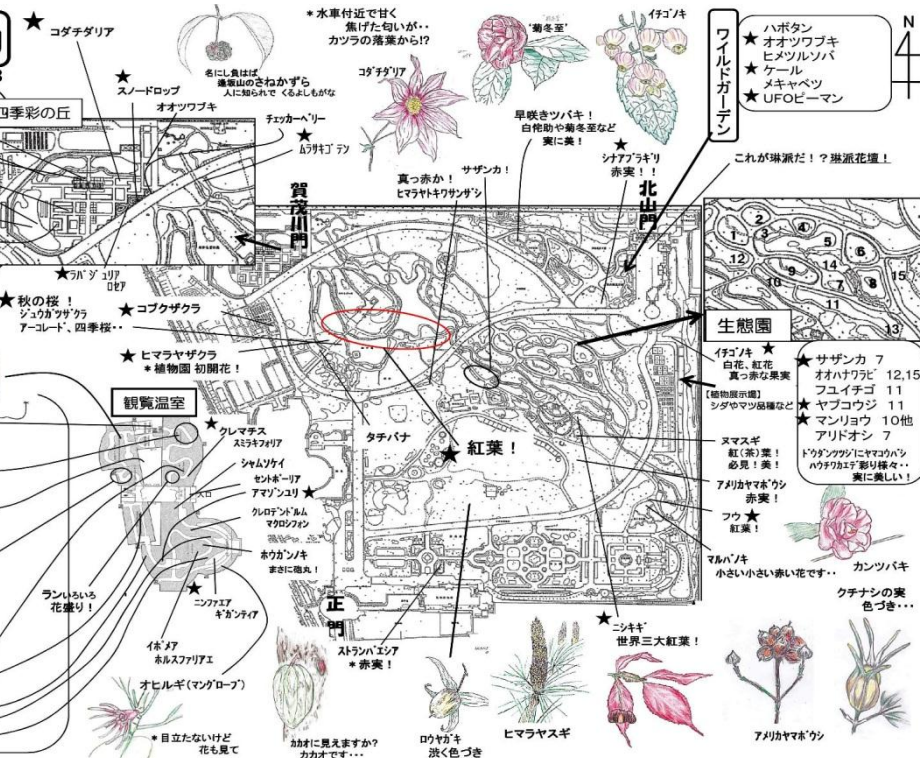 コダチダリア
名にし負はば
逢坂山のさねかずら
人に知られで くるよしもがな
*水車付近で甘く
焦げた匂いが・・
カツラの落葉から!?
コダチダリア
'菊冬至'
イチゴノキ
ワイルドガーデン
ハボタン
★オオツワブキ
ヒメツルソバ
★ケール
メキャベツ
★UFOピーマン
N
4
四季彩の丘
★スノードロップ
オオツワブキ
チェッカーベリー
★ムラサキゴテン
早咲きツバキ!
白侘助や菊冬至など
実に美!
サザンカ!
真っ赤か!
ヒマラヤトキワサンザシ
★シナアブラギリ
赤実!!
これが琳派だ!?琳派花壇!
賀茂川門
北山門
★ラバジュリア
ロゼア
★秋の桜!
ジュウガツザクラ
アーコレード、四季桜・・
★コブクザクラ
★ヒマラヤザクラ
*植物園 初開花!
1
2
3
4
5
6
7
8
9
10
11
12
13
14
15
生態園
イチゴノキ★
白花、紅花
真っ赤な果実
【植物展示場】
シダやマツ品種など
★サザンカ 7
オオハナワラビ 12,15
フユイチゴ 11
★ヤブコウジ 11
★マンリョウ 10他
アリドオシ 7
ドウダンツツジにヤマコウバシ
ハウチワカエデ彩り様々・・
実に美しい!
観覧温室
★クレマチス
スミラキフォリア
シャムソケイ
セントポーリア
アマゾンユリ★
クレロデンドルム
マクロシフォン
ホウガンノキ
まさに砲丸!
入口
タチバナ
★紅葉!
ヌマスギ
紅(茶)葉!
必見!美!
アメリカヤマボウシ
赤実!
フウ★
紅葉!
マルバノキ
小さい小さい赤い花です・・
カンツバキ
ランいろいろ
花盛り!
★ニンファエア
ギガンティア
イポメア
ホルスファリアエ
正門
ストランバエシア
*赤実!
★ニシキギ
世界三大紅葉!
クチナシの実
色づき・・・
オヒルギ(マングローブ)
*目立たないけど
花も見て
カカオに見えますか?
カカオです・・・
ロウヤガキ
渋く色づき
ヒマラヤスギ
アメリカヤマボウシ